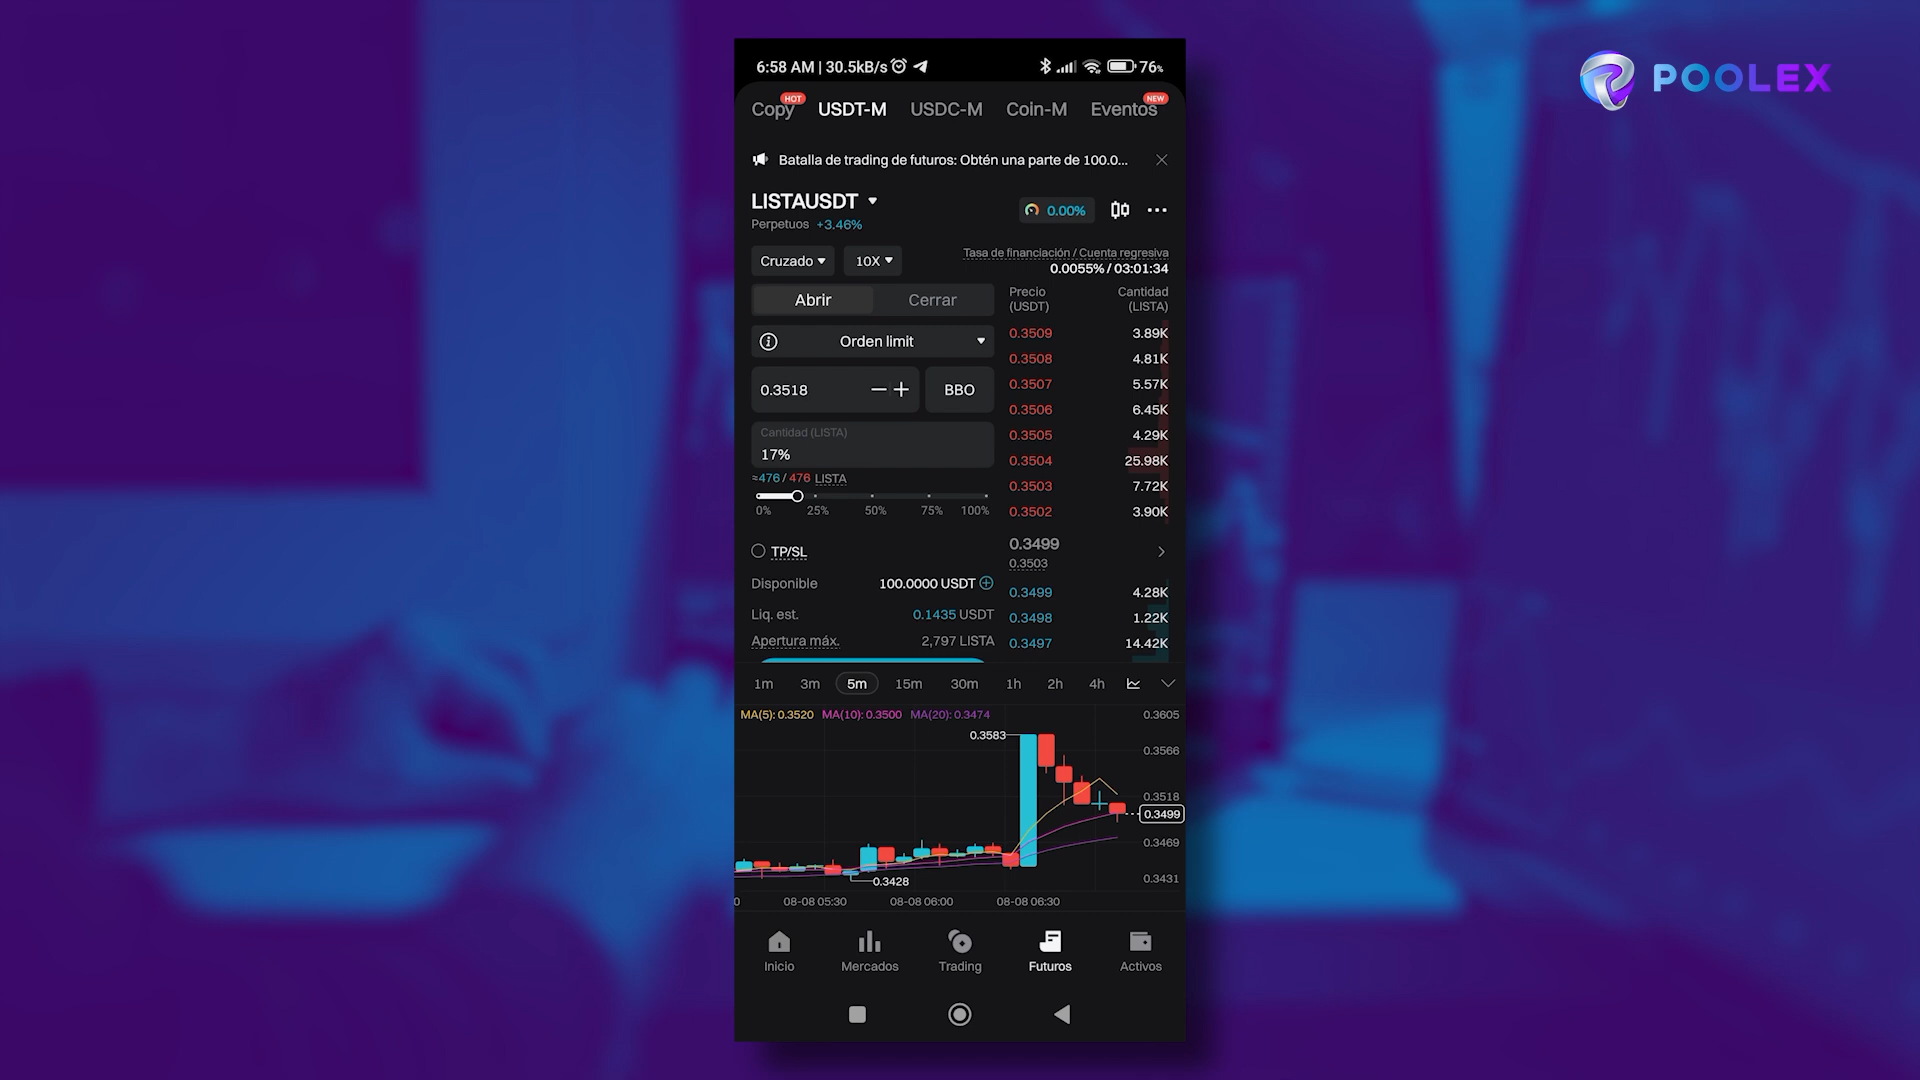 POOLEX
6:58 AM | 30.5kB/s 76%
Copy HOT USDT-M USDC-M Coin-M Eventos NEW
Batalla de trading de futuros: Obtén una parte de 100.0...
LISTAUSDT
0.00%
Perpetuos +3.46%
Cruzado 10X
Tasa de financiación / Cuenta regresiva
0.0055% / 03:01:34
Abrir Cerrar
Orden limit
0.3518 BBO
Cantidad (LISTA)
17%
≈476 / 476 LISTA
0% 25% 50% 75% 100%
TP/SL
Disponible 100.0000 USDT
Liq. est. 0.1435 USDT
Apertura máx. 2,797 LISTA
Precio Cantidad
(USDT) (LISTA)
0.3509 3.89K
0.3508 4.81K
0.3507 5.57K
0.3506 6.45K
0.3505 4.29K
0.3504 25.98K
0.3503 7.72K
0.3502 3.90K
0.3499
0.3503
0.3499 4.28K
0.3498 1.22K
0.3497 14.42K
1m 3m 5m 15m 30m 1h 2h 4h
MA(5): 0.3520 MA(10): 0.3500 MA(20): 0.3474
0.3605
0.3583
0.3566
0.3518
0.3499
0.3469
0.3428
0.3431
0 08-08 05:30 08-08 06:00 08-08 06:30
Inicio Mercados Trading Futuros Activos